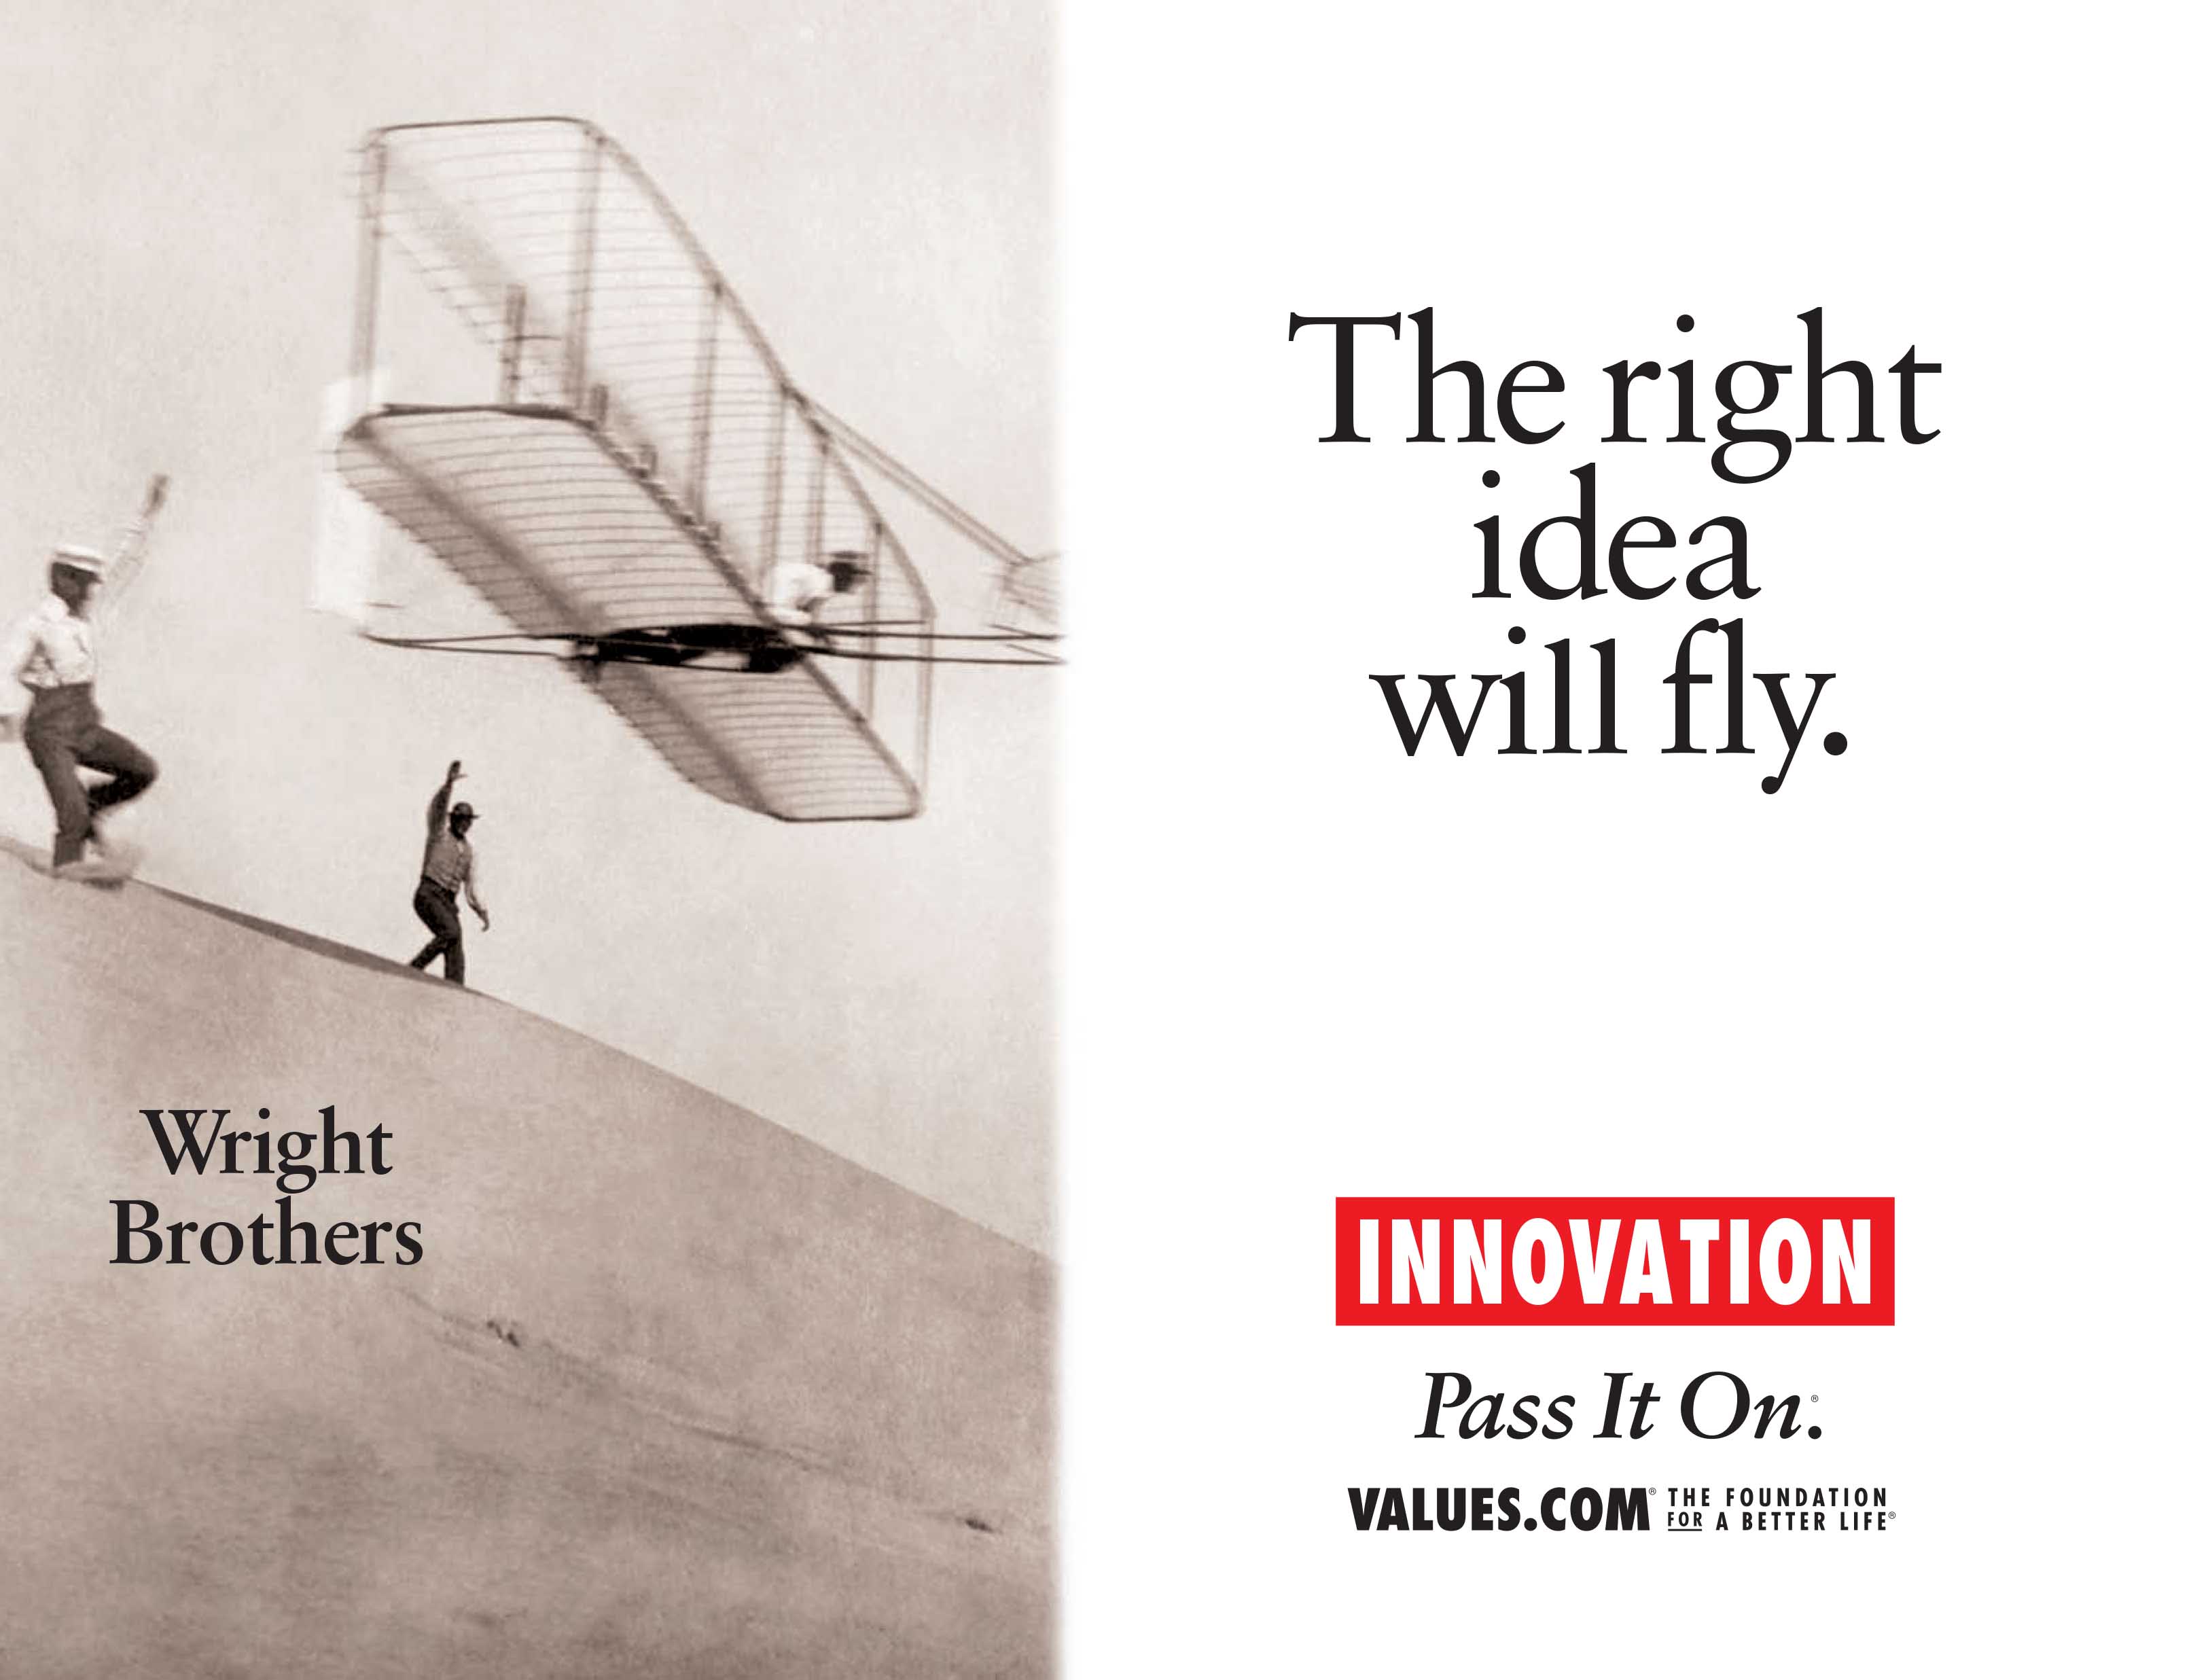 Wright
Brothers
The right
idea
will fly.
INNOVATION
Pass It On.®
VALUES.COM® THE FOUNDATION
FOR A BETTER LIFE®